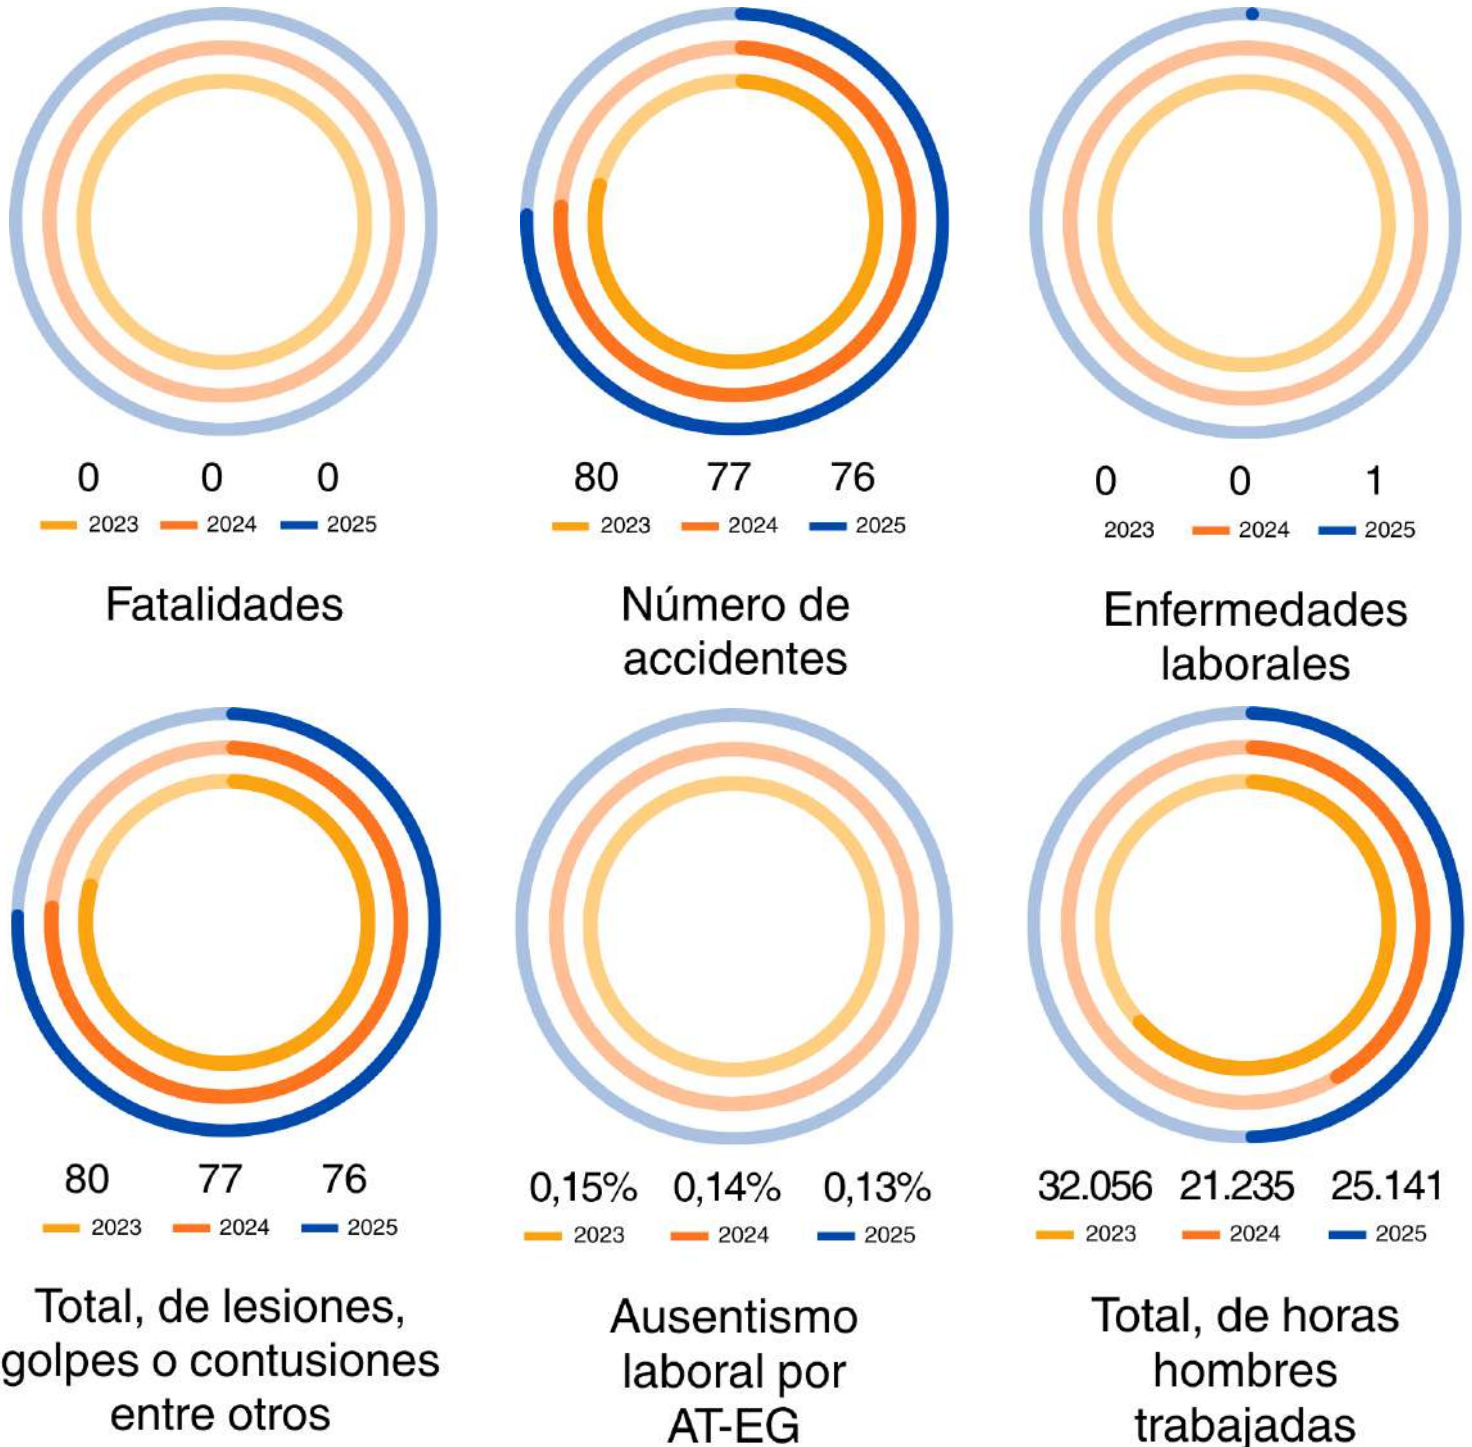 0 0 0
2023 2024 2025
Fatalidades
80 77 76
2023 2024 2025
Número de
accidentes
0 0 1
2023 2024 2025
Enfermedades
laborales
80 77 76
2023 2024 2025
Total, de lesiones,
golpes o contusiones
entre otros
0,15% 0,14% 0,13%
2023 2024 2025
Ausentismo
laboral por
AT-EG
32.056 21.235 25.141
2023 2024 2025
Total, de horas
hombres
trabajadas